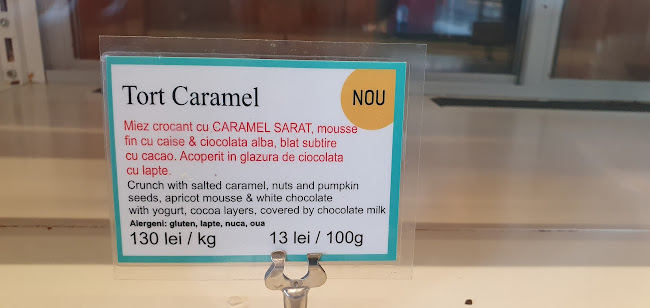 Tort Caramel
NOU
Miez crocant cu CARAMEL SARAT, mousse
fin cu caise & ciocolata alba, blat subtire
cu cacao. Acoperit in glazura de ciocolata
cu lapte.
Crunch with salted caramel, nuts and pumpkin
seeds, apricot mousse & white chocolate
with yogurt, cocoa layers, covered by chocolate milk
Alergeni: gluten, lapte, nuca, oua
130 lei / kg 13 lei / 100g